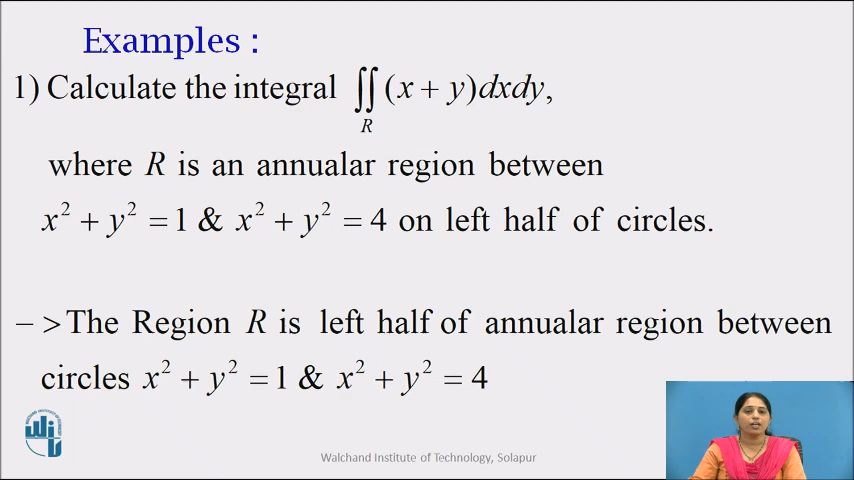 Examples :
1) Calculate the integral ∬_R (x + y)dxdy,
where R is an annualar region between
x² + y² = 1 & x² + y² = 4 on left half of circles.
−> The Region R is left half of annualar region between
circles x² + y² = 1 & x² + y² = 4
Walchand Institute of Technology, Solapur